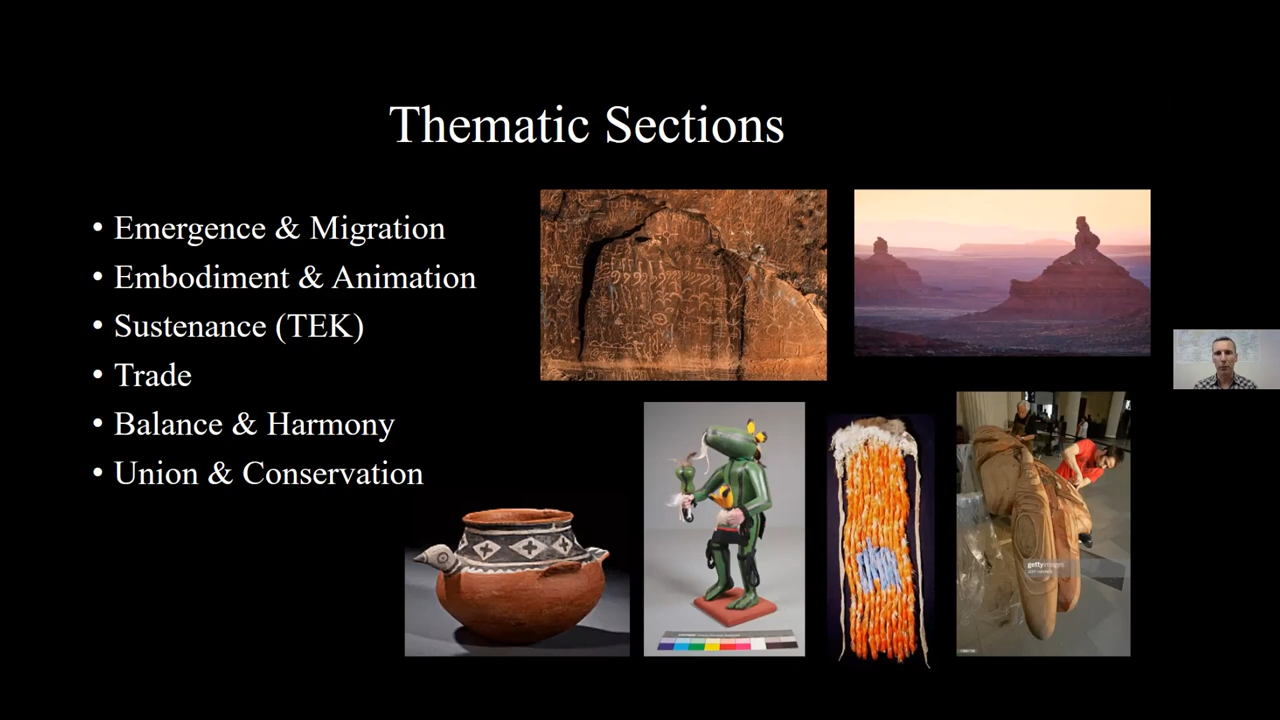 Thematic Sections
• Emergence & Migration
• Embodiment & Animation
• Sustenance (TEK)
• Trade
• Balance & Harmony
• Union & Conservation
gettyimages